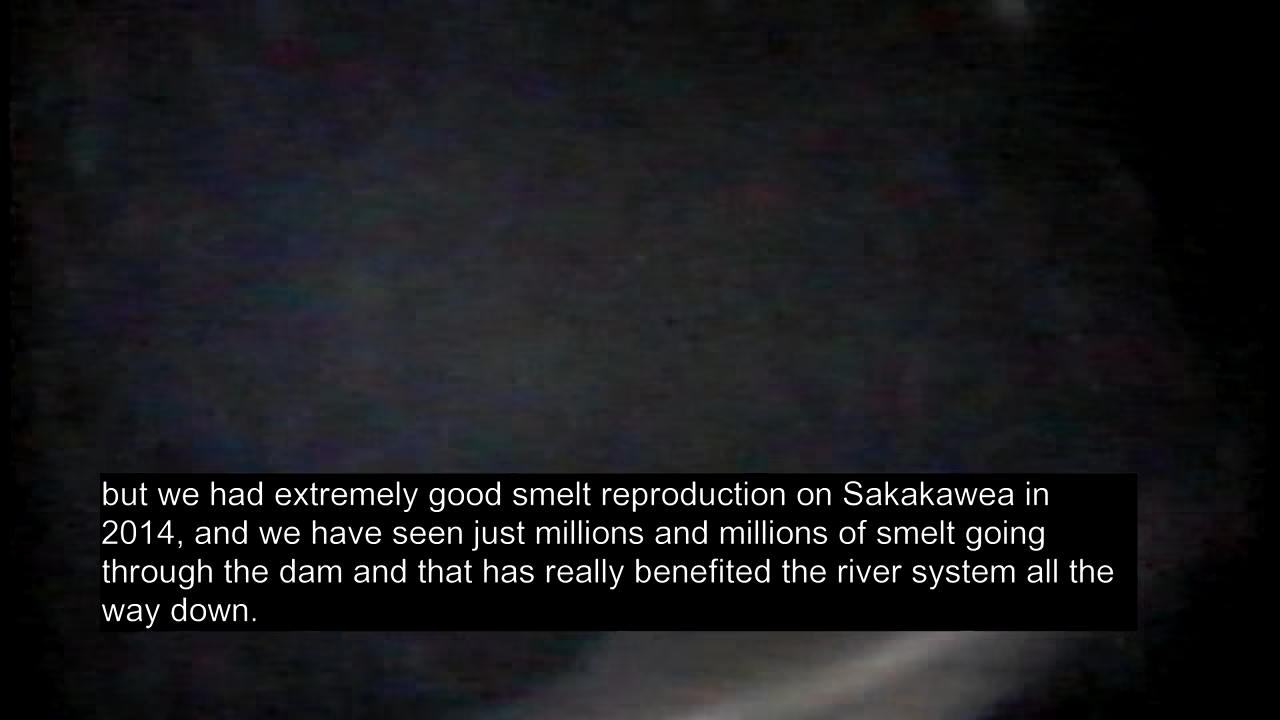 but we had extremely good smelt reproduction on Sakakawea in
2014, and we have seen just millions and millions of smelt going
through the dam and that has really benefited the river system all the
way down.